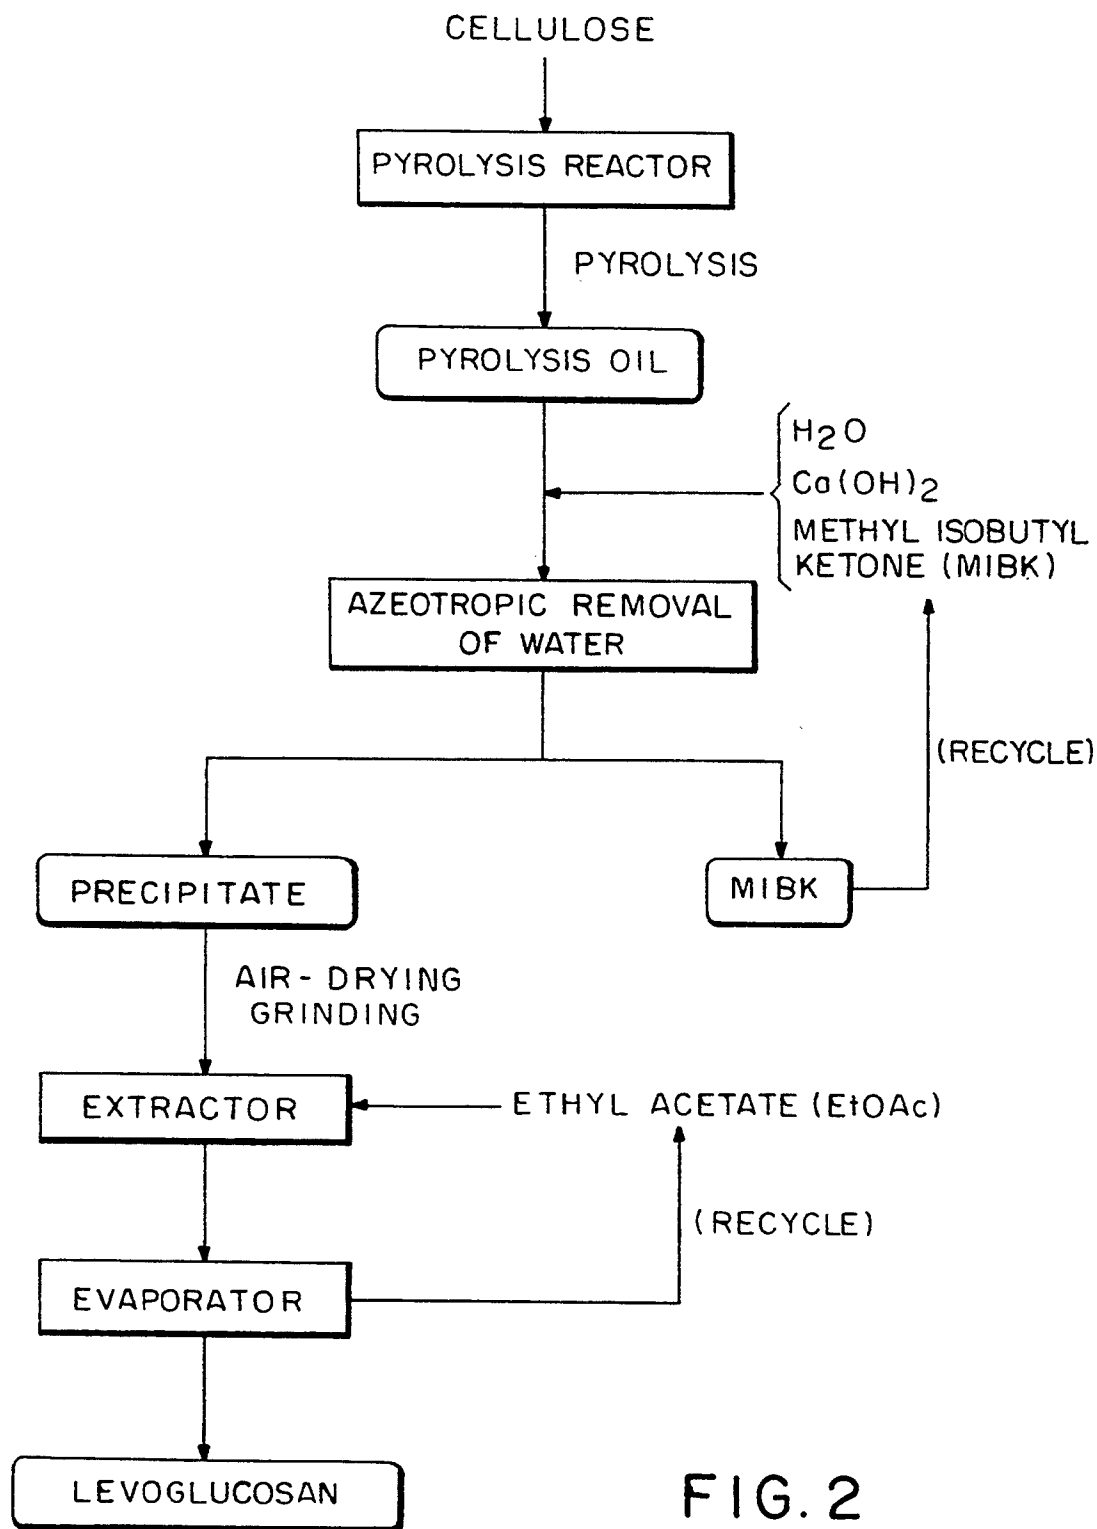 CELLULOSE
PYROLYSIS REACTOR
PYROLYSIS
PYROLYSIS OIL
H2O
Ca(OH)2
METHYL ISOBUTYL
KETONE (MIBK)
AZEOTROPIC REMOVAL
OF WATER
(RECYCLE)
PRECIPITATE
MIBK
AIR-DRYING
GRINDING
EXTRACTOR
ETHYL ACETATE (EtOAc)
(RECYCLE)
EVAPORATOR
LEVOGLUCOSAN
FIG. 2